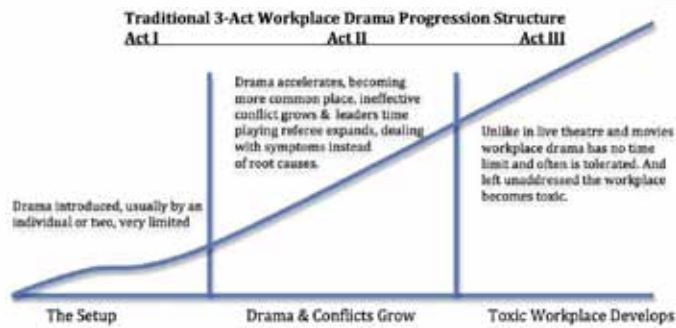 Traditional 3-Act Workplace Drama Progression Structure
Act I Act II Act III
Drama accelerates, becoming
more common place, ineffective
conflict grows & leaders time
playing referee expands, dealing
with symptoms instead
of root causes.
Unlike in live theatre and movies
workplace drama has no time
limit and often is tolerated. And
left unaddressed the workplace
becomes toxic.
Drama introduced, usually by an
individual or two, very limited
The Setup
Drama & Conflicts Grow
Toxic Workplace Develops